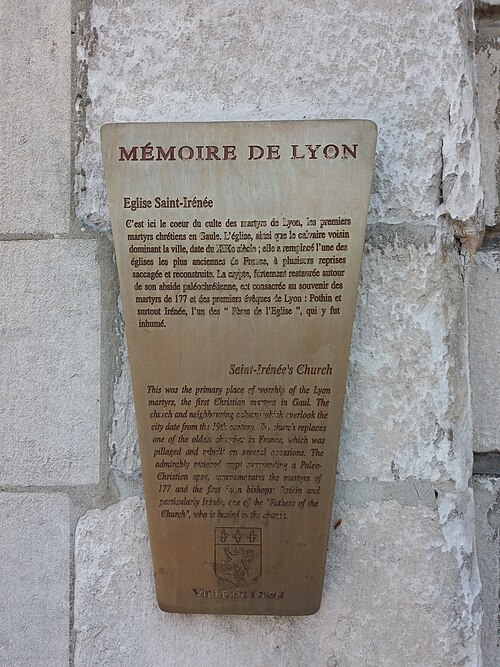 MÉMOIRE DE LYON
Eglise Saint-Irénée
C'est ici le coeur du culte des martyrs de Lyon, les premiers
martyrs chrétiens en Gaule. L'église, ainsi que le calvaire voisin
dominant la ville, date du XIXe siècle ; elle a remplacé l'une des
églises les plus anciennes de France, à plusieurs reprises
saccagée et reconstruite. La crypte, fortement restaurée autour
de son abside paléochrétienne, est consacrée au souvenir des
martyrs de 177 et des premiers évêques de Lyon : Pothin et
surtout Irénée, l'un des " Pères de l'Eglise ", qui y fut
inhumé.
Saint-Irénée's Church
This was the primary place of worship of the Lyon
martyrs, the first Christian martyrs in Gaul. The
church and neighbouring calvary which overlook the
city date from the 19th century. The church replaces
one of the oldest churches in France, which was
pillaged and rebuilt on several occasions. The
admirably restored crypt surrounding a Paleo-
Christian apse, commemorates the martyrs of
177 and the first Lyon bishops: Pothin and
particularly Irénée, one of the "Fathers of the
Church", who is buried in the church.
VILLE DE LYON